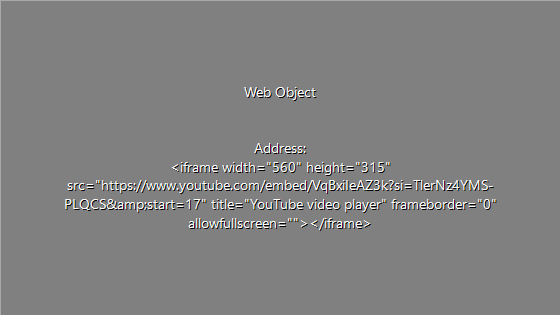 Web Object
Address:
<iframe width="560" height="315"
src="https://www.youtube.com/embed/VqBxileAZ3k?si=TlerNz4YMS-
PLQCS&amp;start=17" title="YouTube video player" frameborder="0"
allowfullscreen=""></iframe>